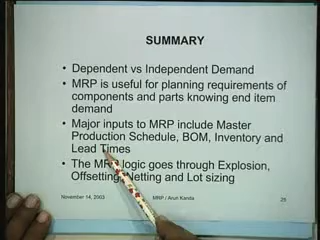 SUMMARY
• Dependent vs Independent Demand
• MRP is useful for planning requirements of
components and parts knowing end item
demand
• Major inputs to MRP include Master
Production Schedule, BOM, Inventory and
Lead Times
• The MRP logic goes through Explosion,
Offsetting, Netting and Lot sizing
November 14, 2003 MRP / Arun Kanda 25